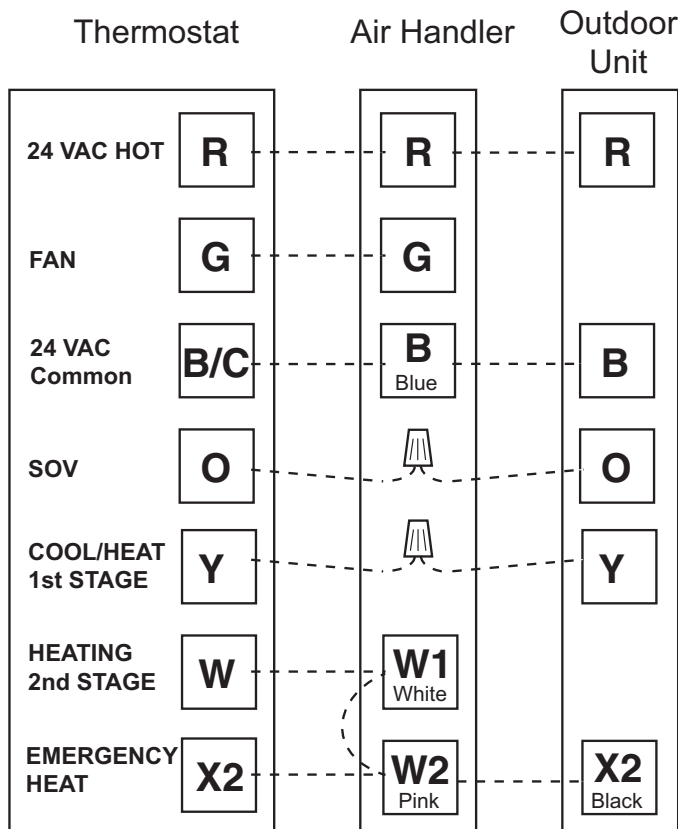 Thermostat
Air Handler
Outdoor
Unit
24 VAC HOT
R
R
R
FAN
G
G
24 VAC
Common
B/C
B
Blue
B
SOV
O
O
COOL/HEAT
1st STAGE
Y
Y
HEATING
2nd STAGE
W
W1
White
EMERGENCY
HEAT
X2
W2
Pink
X2
Black